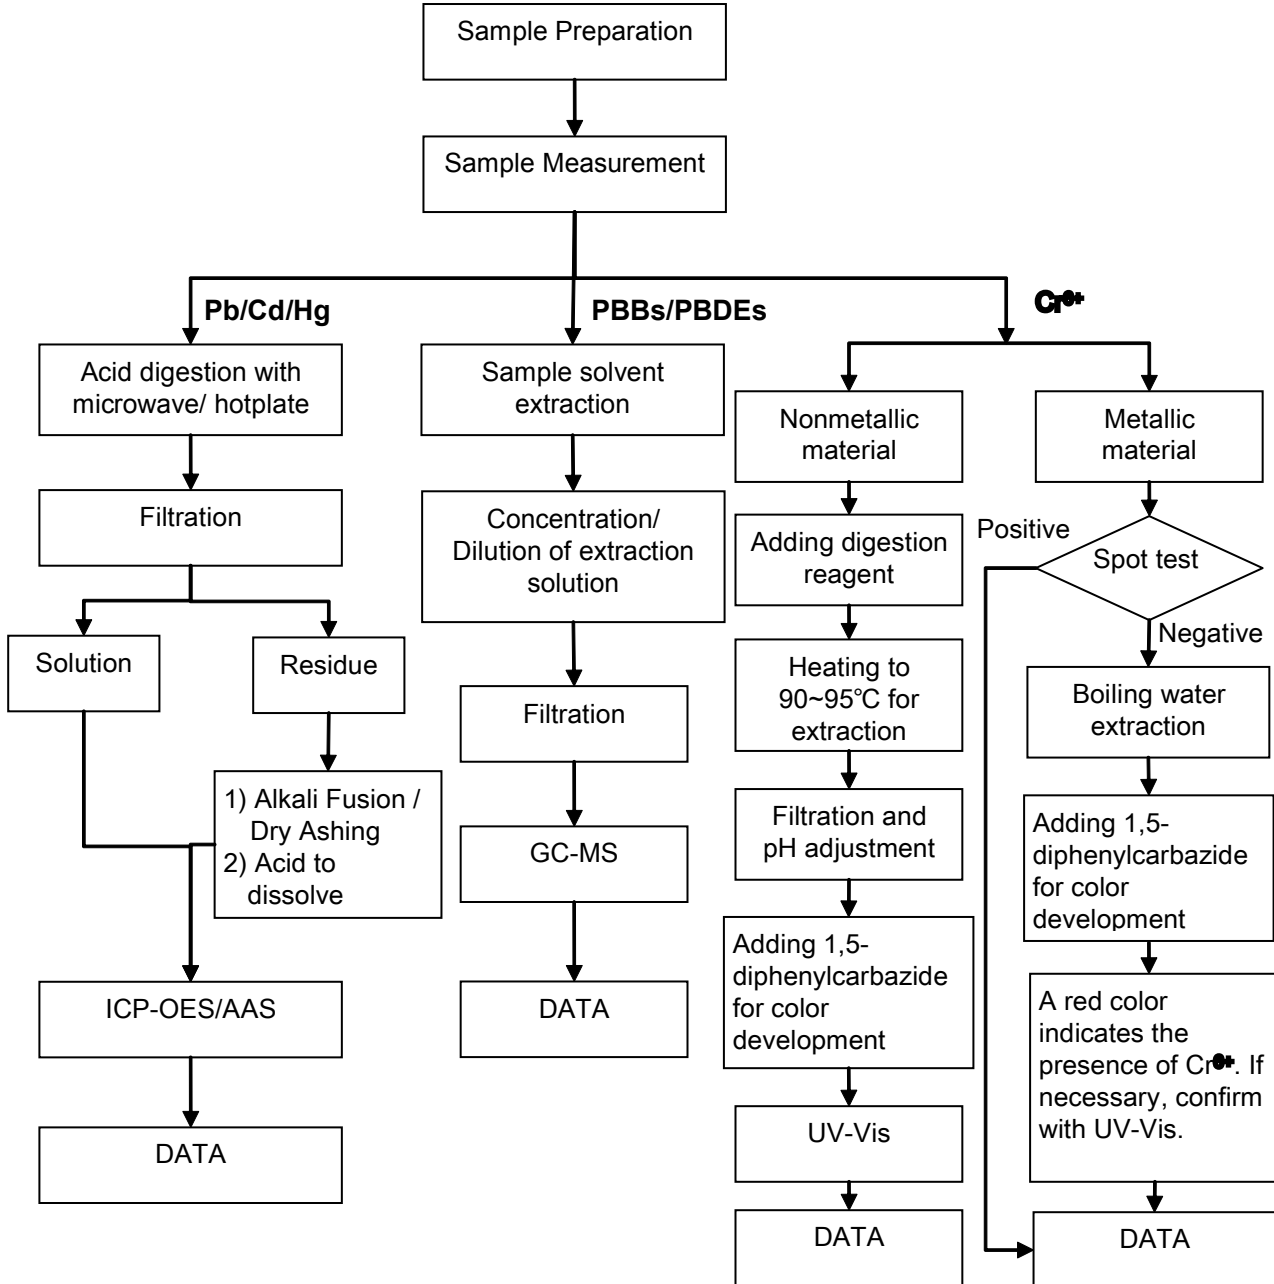 Sample Preparation
Sample Measurement
Pb/Cd/Hg
Acid digestion with
microwave/ hotplate
Filtration
Solution
Residue
1) Alkali Fusion /
Dry Ashing
2) Acid to
dissolve
ICP-OES/AAS
DATA
PBBs/PBDEs
Sample solvent
extraction
Concentration/
Dilution of extraction
solution
Filtration
GC-MS
DATA
Cr⁶⁺
Nonmetallic
material
Adding digestion
reagent
Heating to
90~95℃ for
extraction
Filtration and
pH adjustment
Adding 1,5-
diphenylcarbazide
for color
development
UV-Vis
DATA
Metallic
material
Spot test
Positive
Negative
Boiling water
extraction
Adding 1,5-
diphenylcarbazide
for color
development
A red color
indicates the
presence of Cr⁶⁺. If
necessary, confirm
with UV-Vis.
DATA